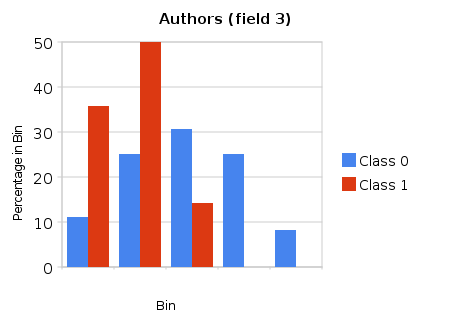 Authors (field 3)
Percentage in Bin
50
40
30
20
10
0
Class 0
Class 1
Bin